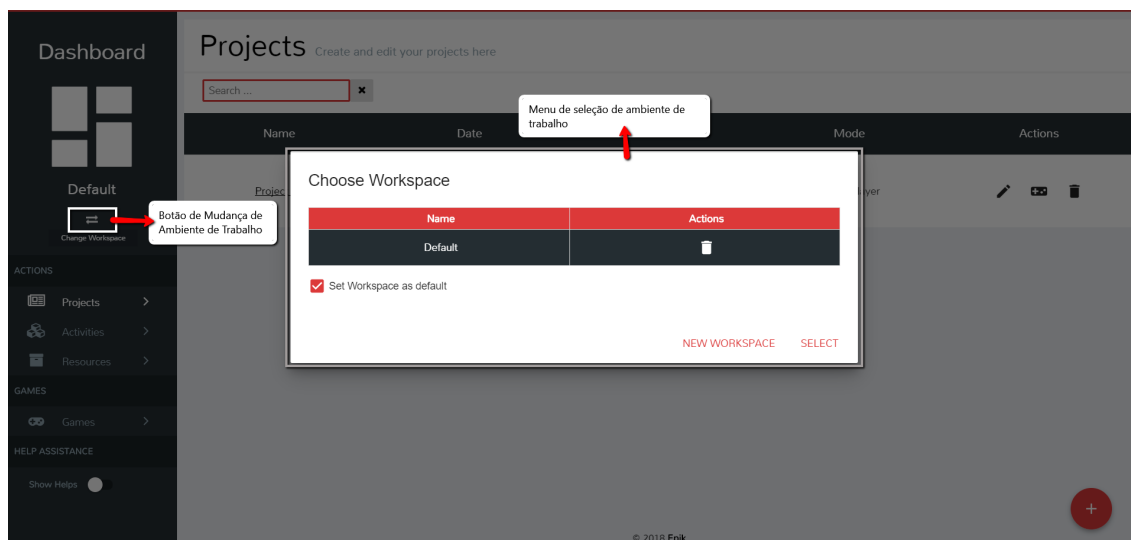 Dashboard
Projects Create and edit your projects here
Search ...
Menu de seleção de ambiente de
trabalho
Name Date Mode Actions
Default
Choose Workspace
Botão de Mudança de
Ambiente de Trabalho
Change Workspace
Name Actions
Default
Set Workspace as default
NEW WORKSPACE SELECT
ACTIONS
Projects
Activities
Resources
GAMES
Games
HELP ASSISTANCE
Show Helps
© 2018 Enik